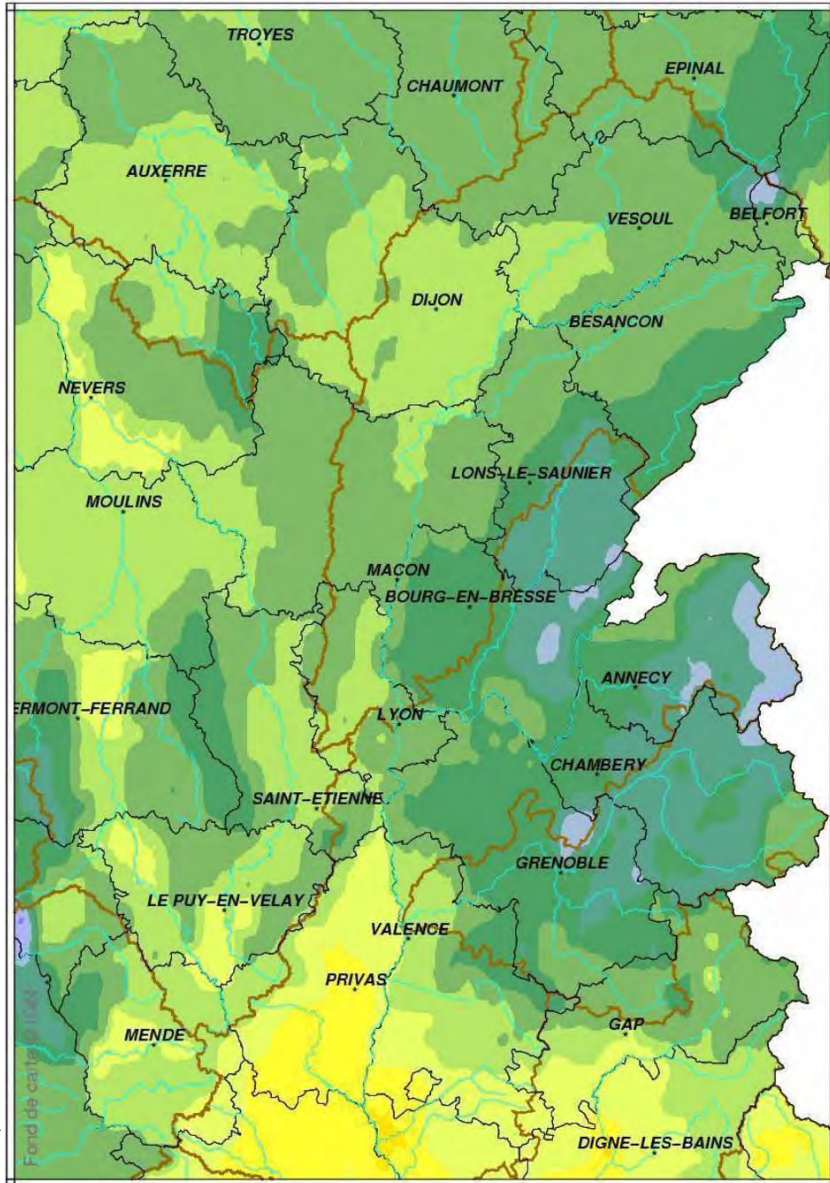 TROYES
EPINAL
CHAUMONT
AUXERRE
VESOUL
BELFORT
DIJON
BESANCON
NEVERS
LONS-LE-SAUNIER
MOULINS
MACON
BOURG-EN-BRESSE
ANNECY
ERMONT-FERRAND
LYON
CHAMBERY
SAINT-ETIENNE
GRENOBLE
LE PUY-EN-VELAY
VALENCE
PRIVAS
GAP
MENDE
DIGNE-LES-BAINS
Fond de carte © IGN